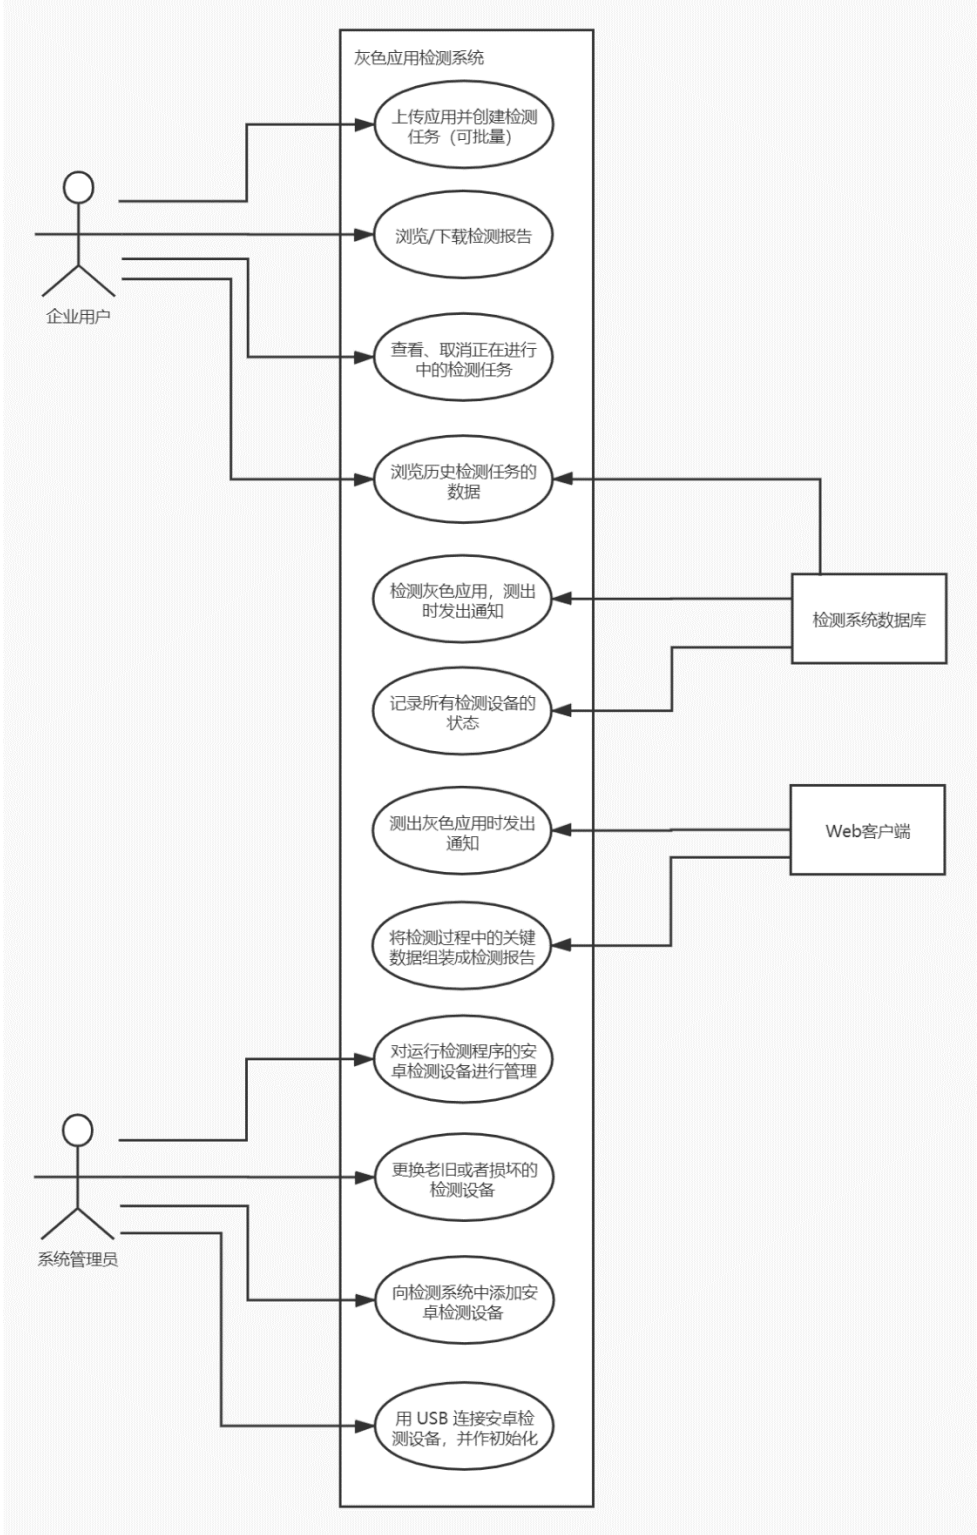 灰色应用检测系统
上传应用并创建检测
任务（可批量）
浏览/下载检测报告
企业用户
查看、取消正在进行
中的检测任务
浏览历史检测任务的
数据
检测灰色应用，测出
时发出通知
检测系统数据库
记录所有检测设备的
状态
测出灰色应用时发出
通知
Web客户端
将检测过程中的关键
数据组装成检测报告
对运行检测程序的安
卓检测设备进行管理
更换老旧或者损坏的
检测设备
系统管理员
向检测系统中添加安
卓检测设备
用 USB 连接安卓检
测设备，并作初始化